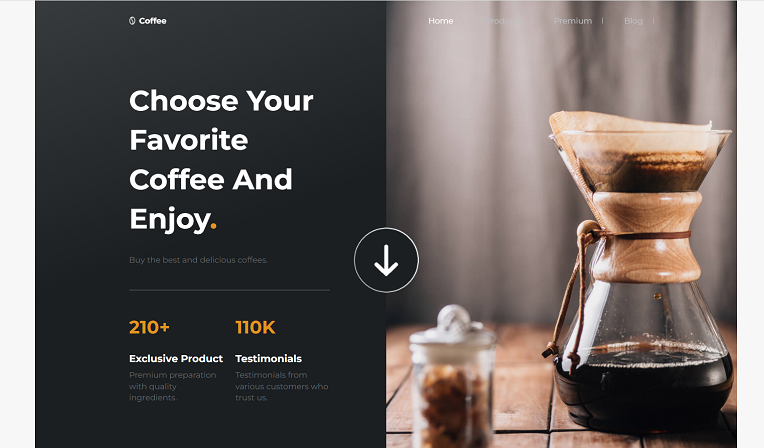 Coffee
Home Premium Blog
Choose Your
Favorite
Coffee And
Enjoy.
Buy the best and delicious coffees.
210+ 110K
Exclusive Product Testimonials
Premium preparation Testimonials from
with quality various customers who
ingredients. trust us.